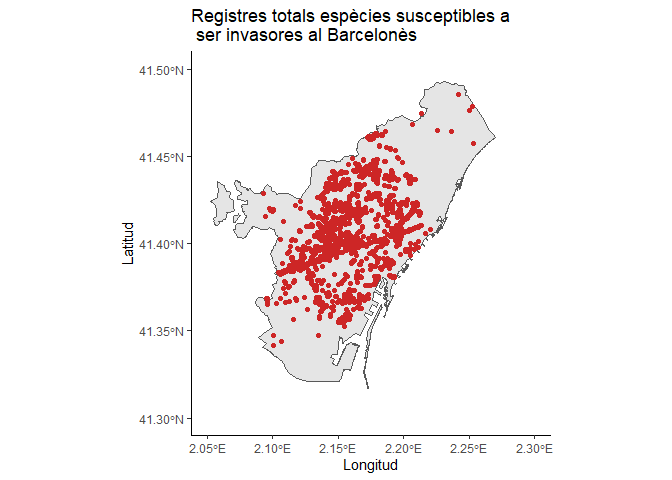 Registres totals espècies susceptibles a
ser invasores al Barcelonès
41.50°N
41.45°N
41.40°N
41.35°N
41.30°N
Latitud
2.05°E 2.10°E 2.15°E 2.20°E 2.25°E 2.30°E
Longitud